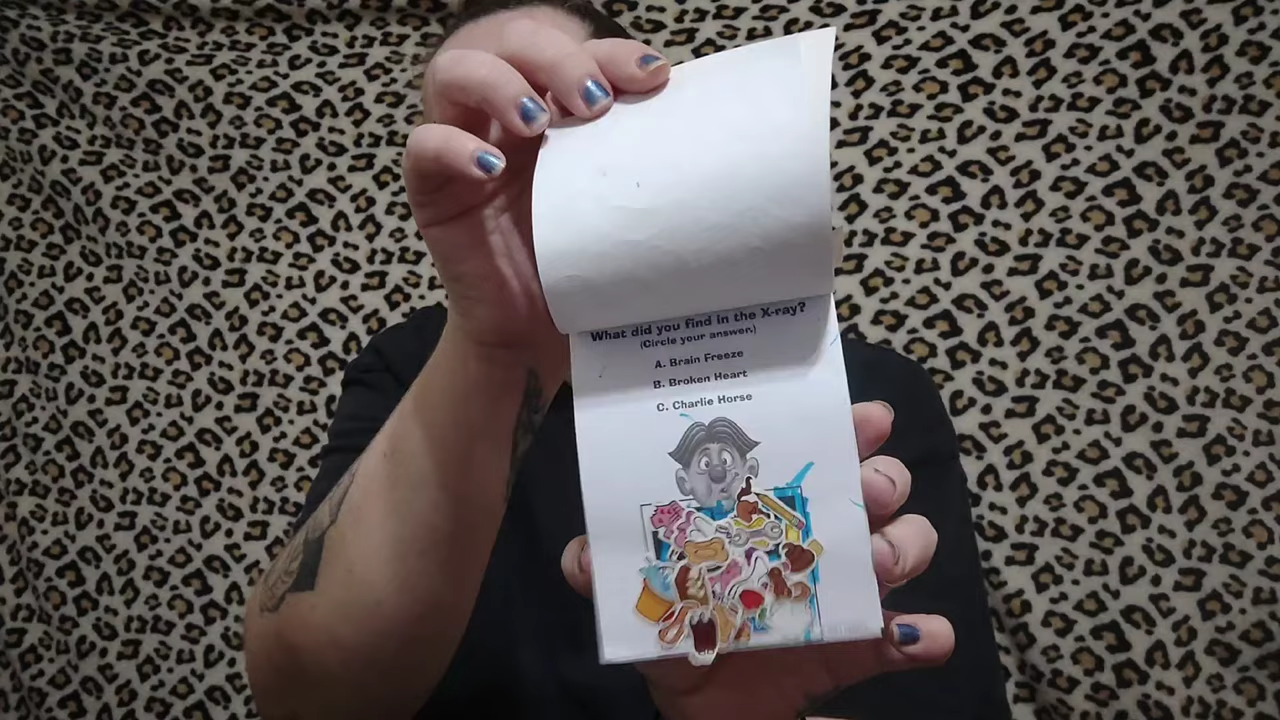 What did you find in the X-ray?
(Circle your answer.)
A. Brain Freeze
B. Broken Heart
C. Charlie Horse